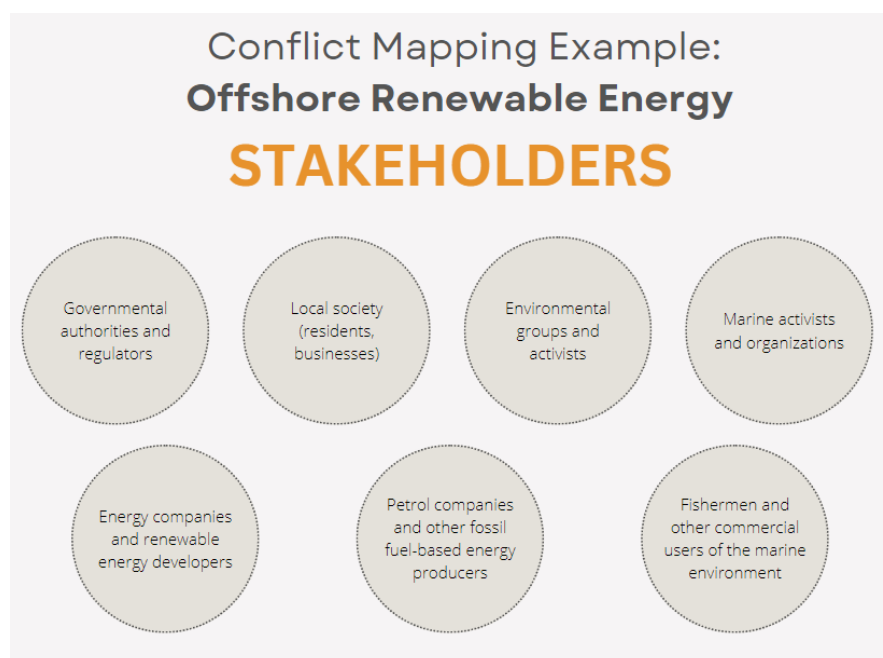 Conflict Mapping Example:
Offshore Renewable Energy
STAKEHOLDERS
Governmental
authorities and
regulators
Local society
(residents,
businesses)
Environmental
groups and
activists
Marine activists
and organizations
Energy companies
and renewable
energy developers
Petrol companies
and other fossil
fuel-based energy
producers
Fishermen and
other commercial
users of the marine
environment